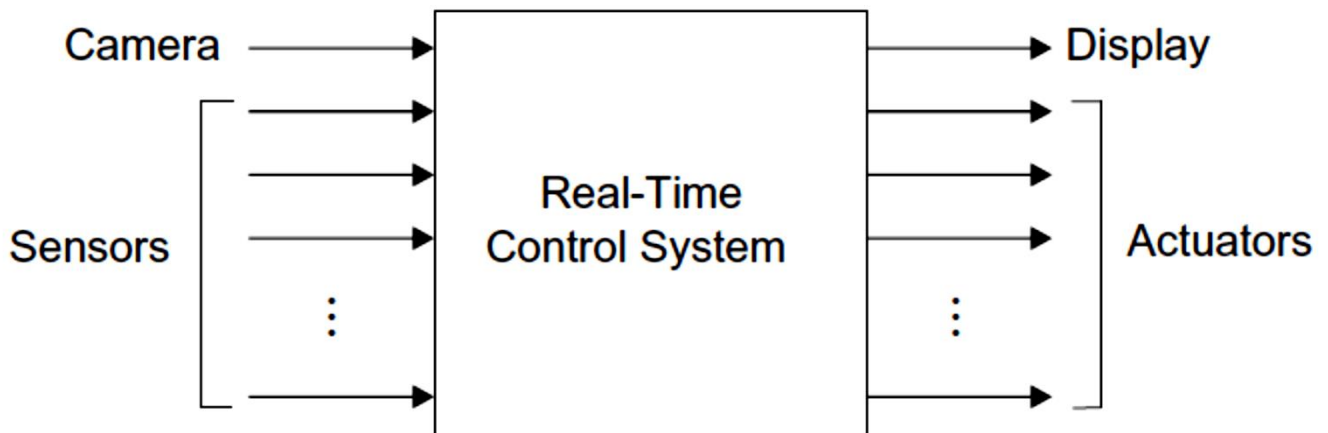 Camera
Display
Real-Time
Control System
Sensors
Actuators